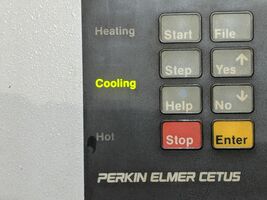 Heating Start File
Cooling Step Yes
Help No
Hot Stop Enter
PERKIN ELMER CETUS